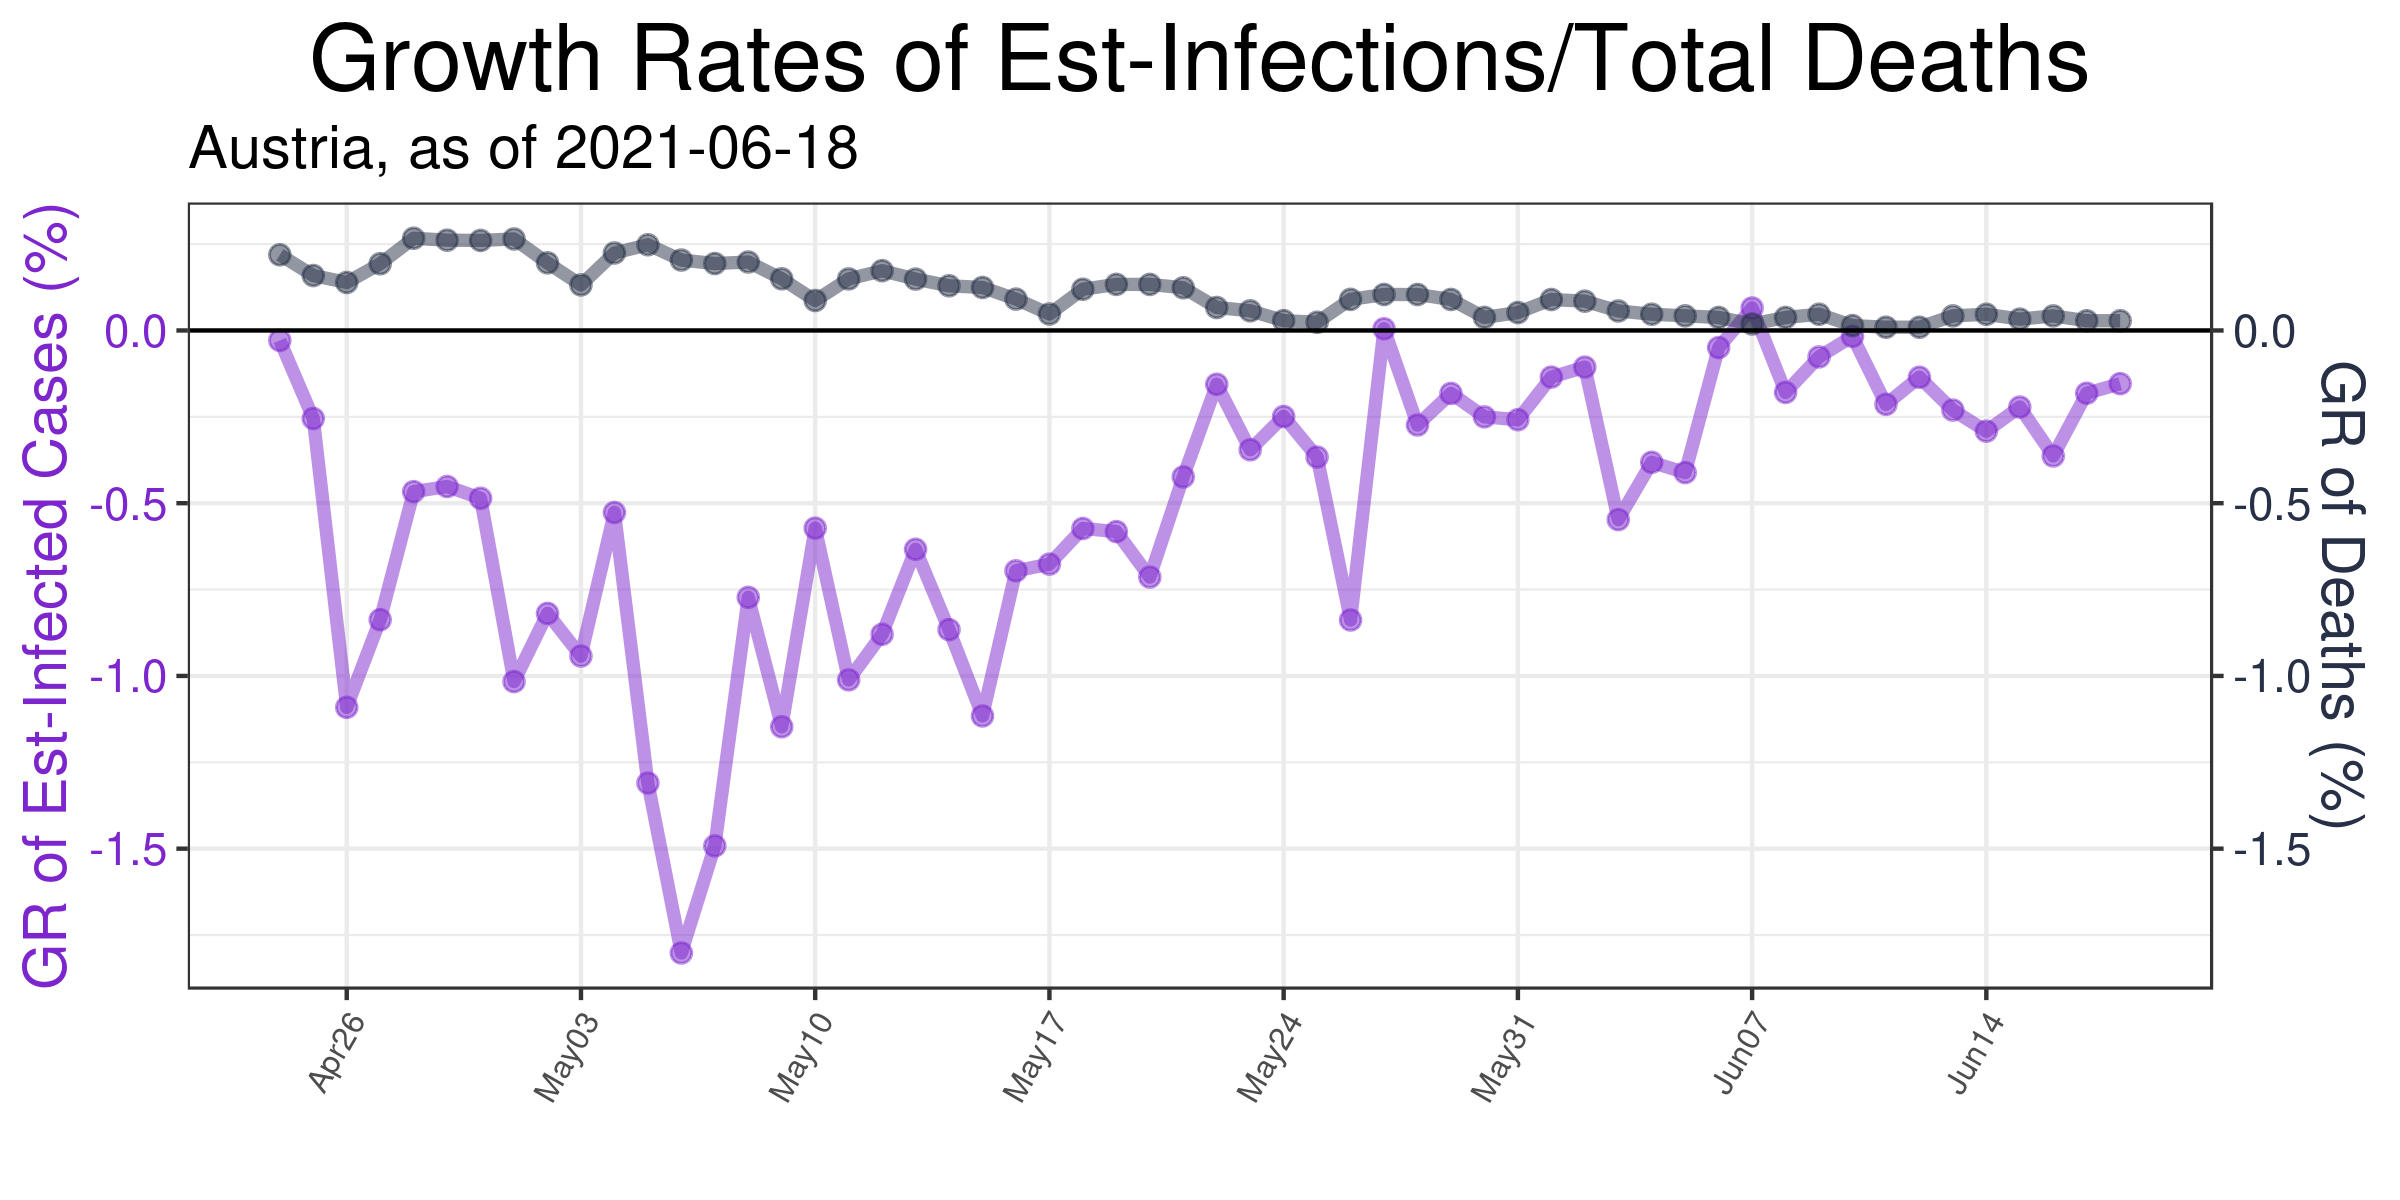 Growth Rates of Est-Infections/Total Deaths
Austria, as of 2021-06-18
GR of Est-Infected Cases (%)
0.0
-0.5
-1.0
-1.5
0.0
-0.5
-1.0
-1.5
GR of Deaths (%)
Apr26
May03
May10
May17
May24
May31
Jun07
Jun14